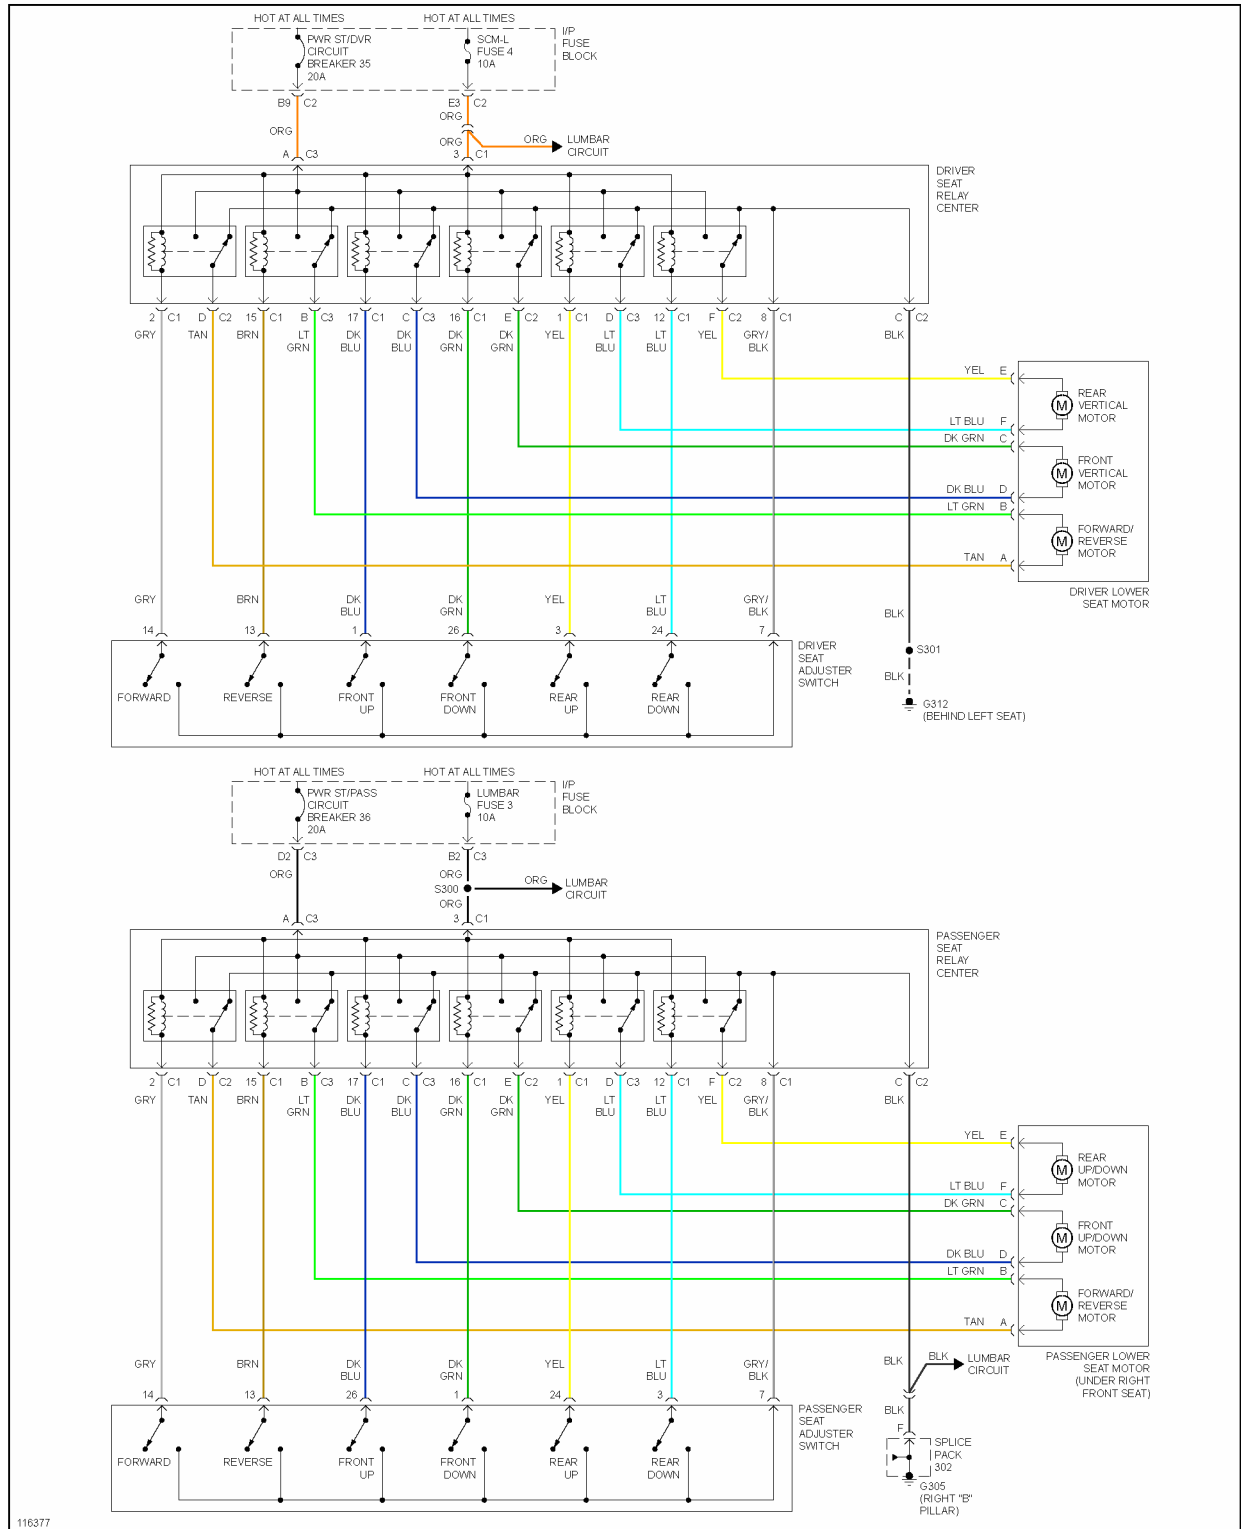 HOT AT ALL TIMES HOT AT ALL TIMES
PWR ST/DVR
CIRCUIT
BREAKER 35
20A
SCM-L
FUSE 4
10A
I/P
FUSE
BLOCK
B9 C2 E3 C2
ORG
ORG
ORG
ORG
LUMBAR
CIRCUIT
A C3 3 C1
DRIVER
SEAT
RELAY
CENTER
2 C1 D C2 15 C1 B C3 17 C1 C C3 16 C1 E C2 1 C1 D C3 12 C1 F C2 8 C1 C C2
GRY TAN BRN LT DK DK DK DK YEL LT LT YEL GRY/ BLK
GRN BLU BLU GRN GRN BLU BLU BLK
YEL E
REAR
VERTICAL
MOTOR
M
LT BLU F
DK GRN C
FRONT
VERTICAL
MOTOR
M
DK BLU D
LT GRN B
FORWARD/
REVERSE
MOTOR
M
TAN A
DRIVER LOWER
SEAT MOTOR
GRY BRN DK DK YEL LT GRY/
BLU GRN BLU BLK
BLK
14 13 1 26 3 24 7
DRIVER
SEAT
ADJUSTER
SWITCH
S301
BLK
G312
(BEHIND LEFT SEAT)
FORWARD REVERSE FRONT FRONT REAR REAR
UP DOWN UP DOWN
HOT AT ALL TIMES HOT AT ALL TIMES
PWR ST/PASS
CIRCUIT
BREAKER 36
20A
LUMBAR
FUSE 3
10A
I/P
FUSE
BLOCK
D2 C3 B2 C3
ORG ORG
S300
ORG
LUMBAR
CIRCUIT
ORG
A C3 3 C1
PASSENGER
SEAT
RELAY
CENTER
2 C1 D C2 15 C1 B C3 17 C1 C C3 16 C1 E C2 1 C1 D C3 12 C1 F C2 8 C1 C C2
GRY TAN BRN LT DK DK DK DK YEL LT LT YEL GRY/ BLK
GRN BLU BLU GRN GRN BLU BLU BLK
YEL E
REAR
UP/DOWN
MOTOR
M
LT BLU F
DK GRN C
FRONT
UP/DOWN
MOTOR
M
DK BLU D
LT GRN B
FORWARD/
REVERSE
MOTOR
M
TAN A
PASSENGER LOWER
SEAT MOTOR
(UNDER RIGHT
FRONT SEAT)
GRY BRN DK DK YEL LT GRY/
BLU GRN BLU BLK
BLK BLK
LUMBAR
CIRCUIT
14 13 26 1 24 3 7
PASSENGER
SEAT
ADJUSTER
SWITCH
BLK
F
SPLICE
PACK
302
G305
(RIGHT "B"
PILLAR)
FORWARD REVERSE FRONT FRONT REAR REAR
UP DOWN UP DOWN
116377